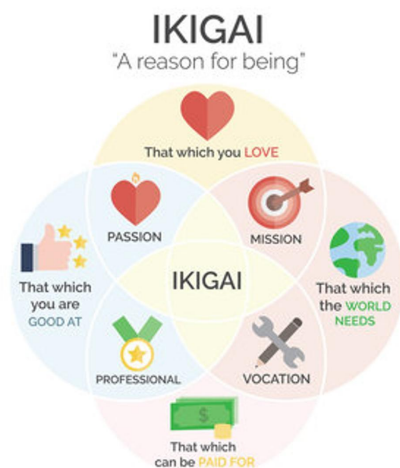 IKIGAI
“A reason for being”
That which you LOVE
PASSION
MISSION
IKIGAI
That which
you are
GOOD AT
That which
the WORLD
NEEDS
PROFESSIONAL
VOCATION
$
That which
can be PAID FOR